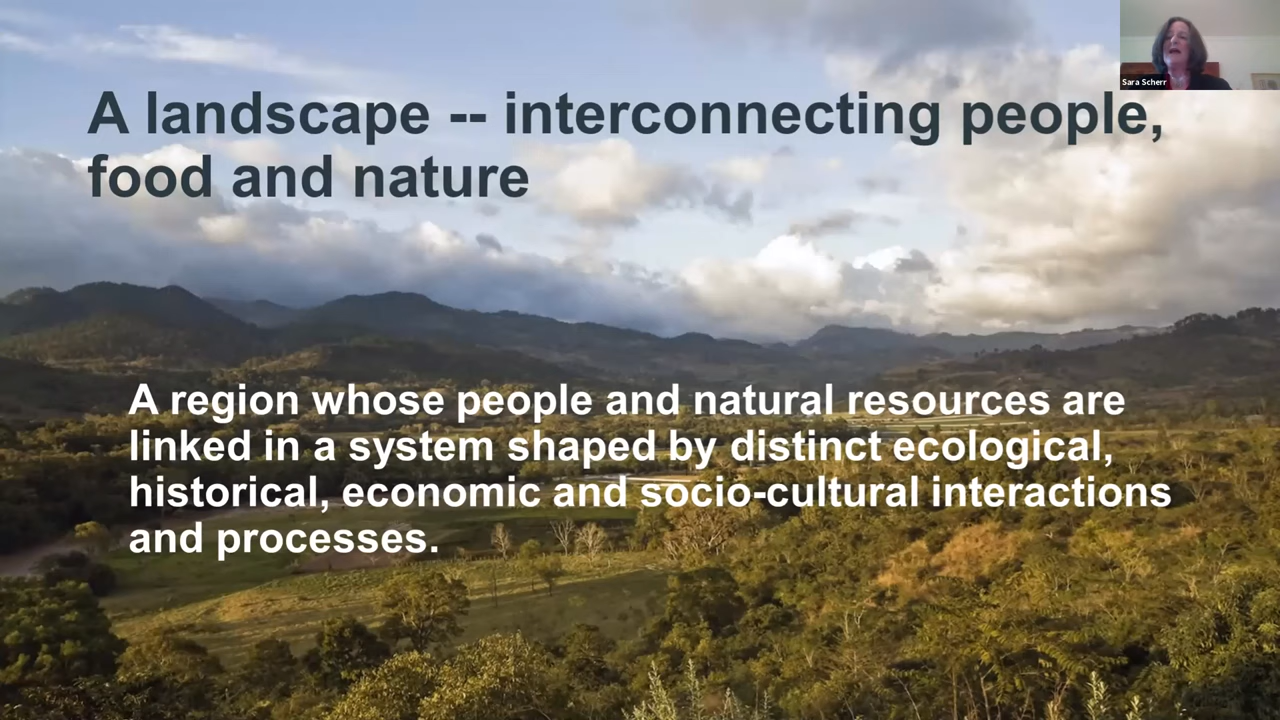 Sara Scherr
A landscape -- interconnecting people,
food and nature
A region whose people and natural resources are
linked in a system shaped by distinct ecological,
historical, economic and socio-cultural interactions
and processes.